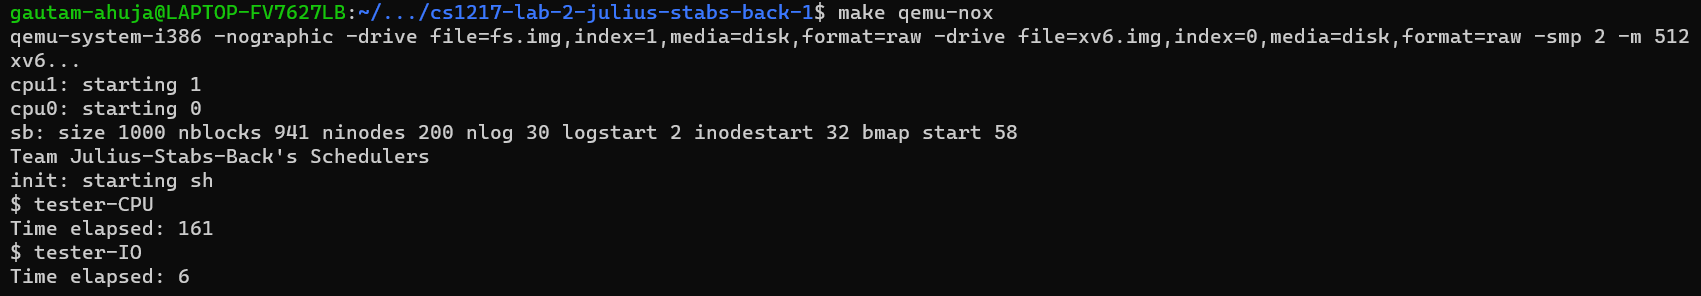 gautam-ahuja@LAPTOP-FV7627LB:~/.../cs1217-lab-2-julius-stabs-back-1$ make qemu-nox
qemu-system-i386 -nographic -drive file=fs.img,index=1,media=disk,format=raw -drive file=xv6.img,index=0,media=disk,format=raw -smp 2 -m 512
xv6...
cpu1: starting 1
cpu0: starting 0
sb: size 1000 nblocks 941 ninodes 200 nlog 30 logstart 2 inodestart 32 bmap start 58
Team Julius-Stabs-Back's Schedulers
init: starting sh
$ tester-CPU
Time elapsed: 161
$ tester-IO
Time elapsed: 6